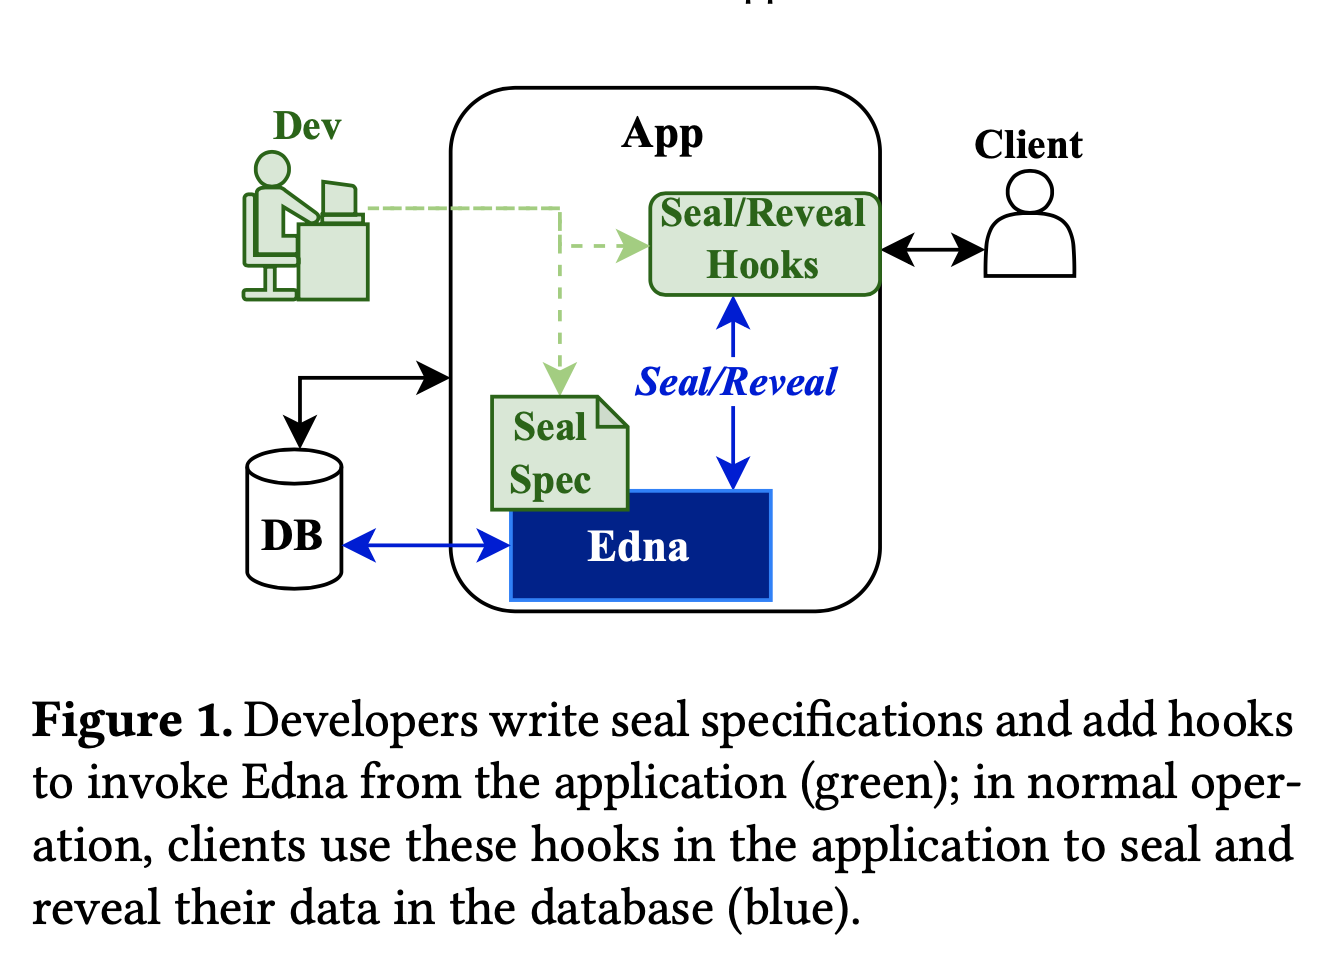 Dev
App
Client
Seal/Reveal
Hooks
Seal/Reveal
Seal
Spec
DB
Edna
Figure 1. Developers write seal specifications and add hooks
to invoke Edna from the application (green); in normal oper-
ation, clients use these hooks in the application to seal and
reveal their data in the database (blue).